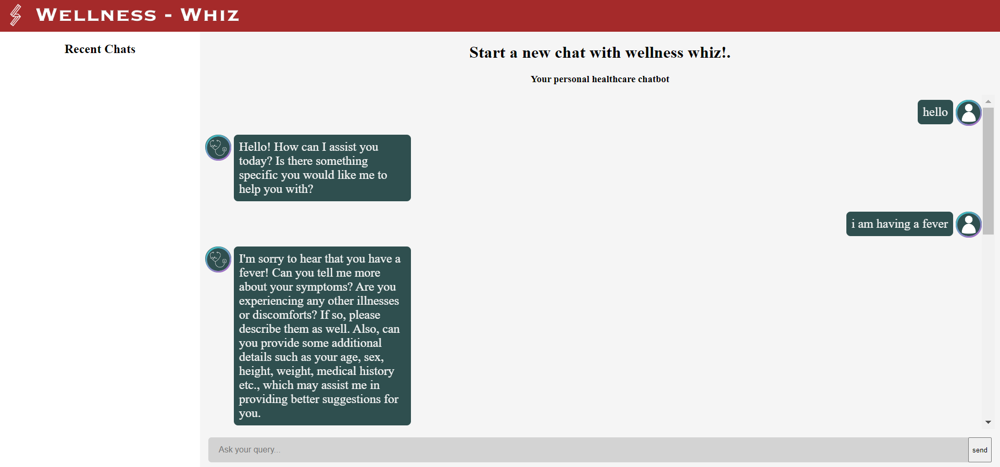 Wellness - Whiz
Recent Chats
Start a new chat with wellness whiz!.
Your personal healthcare chatbot
hello
Hello! How can I assist you
today? Is there something
specific you would like me to
help you with?
i am having a fever
I'm sorry to hear that you have a
fever! Can you tell me more
about your symptoms? Are you
experiencing any other illnesses
or discomforts? If so, please
describe them as well. Also, can
you provide some additional
details such as your age, sex,
height, weight, medical history
etc., which may assist me in
providing better suggestions for
you.
Ask your query...
send